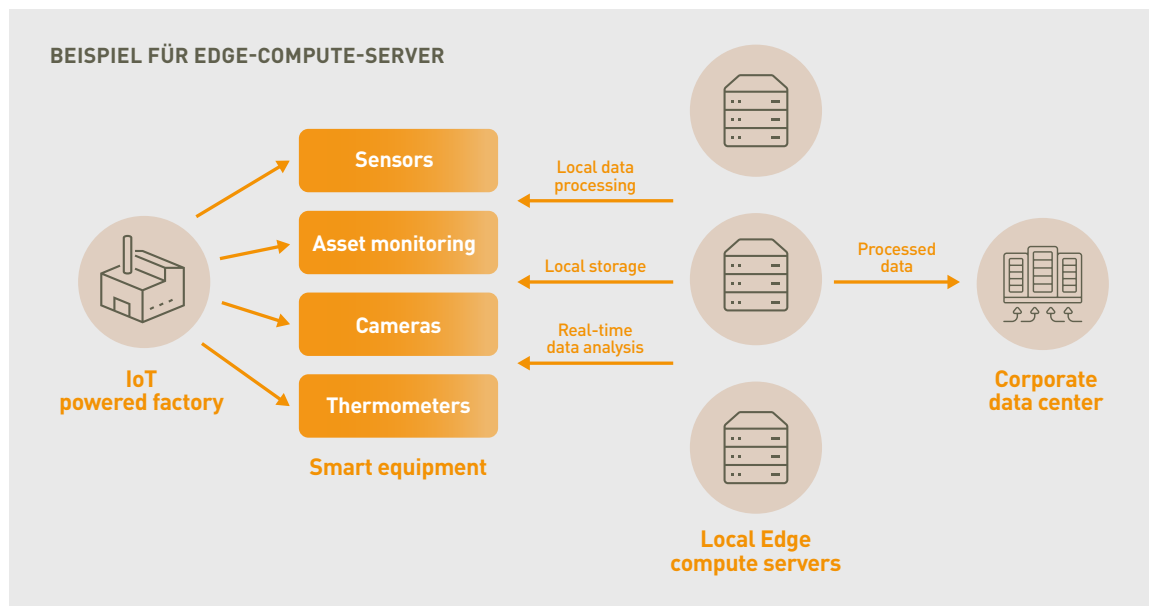 BEISPIEL FÜR EDGE-COMPUTE-SERVER
IoT
powered factory
Sensors
Asset monitoring
Cameras
Thermometers
Smart equipment
Local data
processing
Local storage
Real-time
data analysis
Local Edge
compute servers
Processed
data
Corporate
data center